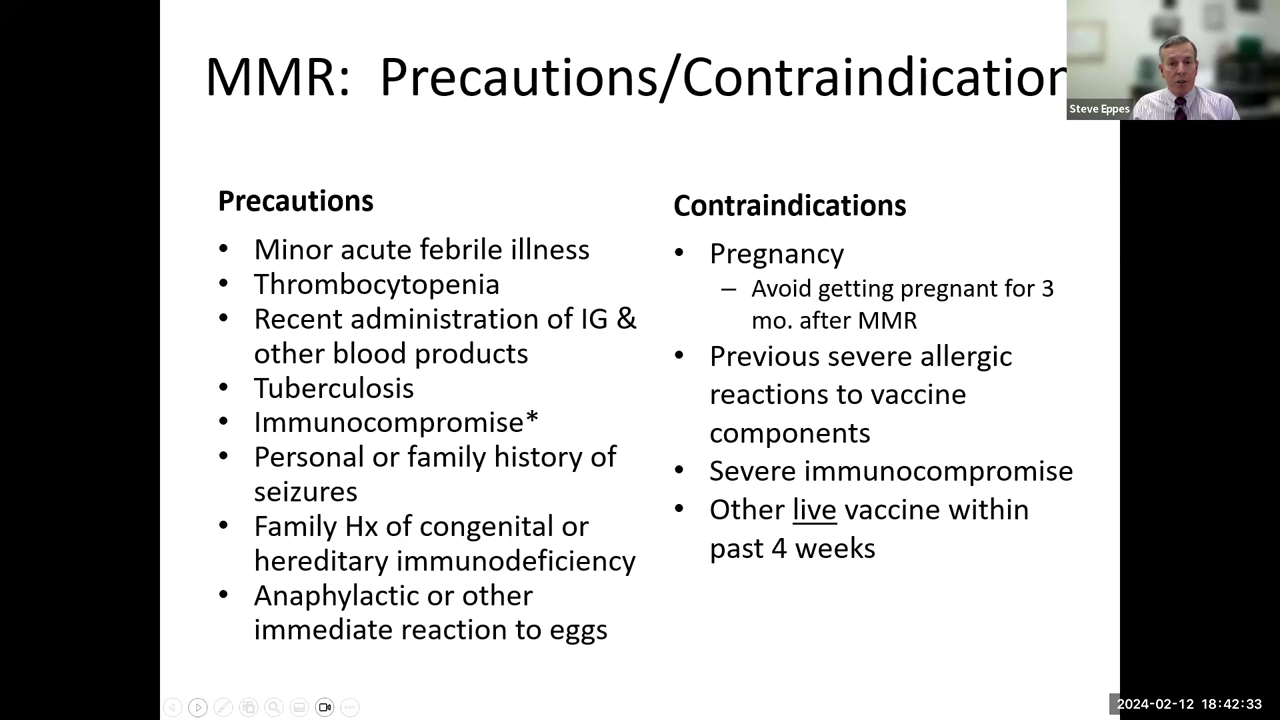 MMR: Precautions/Contraindication
Steve Eppes
Precautions
• Minor acute febrile illness
• Thrombocytopenia
• Recent administration of IG &
other blood products
• Tuberculosis
• Immunocompromise*
• Personal or family history of
seizures
• Family Hx of congenital or
hereditary immunodeficiency
• Anaphylactic or other
immediate reaction to eggs
Contraindications
• Pregnancy
– Avoid getting pregnant for 3
mo. after MMR
• Previous severe allergic
reactions to vaccine
components
• Severe immunocompromise
• Other live vaccine within
past 4 weeks
2024-02-12 18:42:33